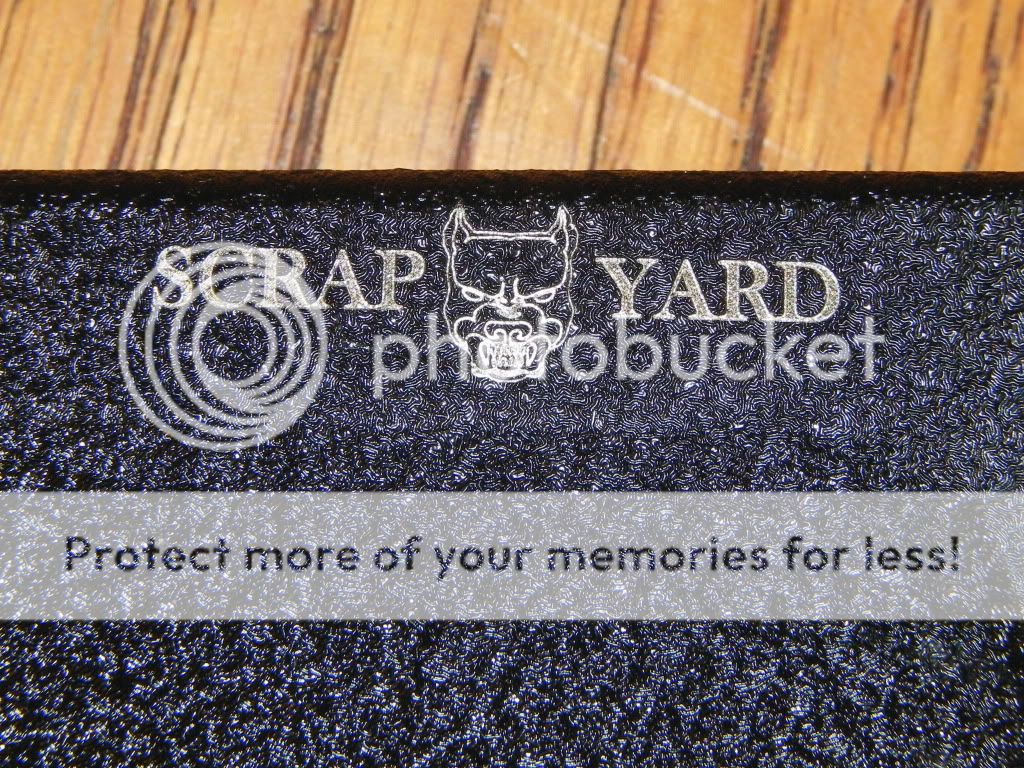 SCRAP YARD
photobucket
Protect more of your memories for less!